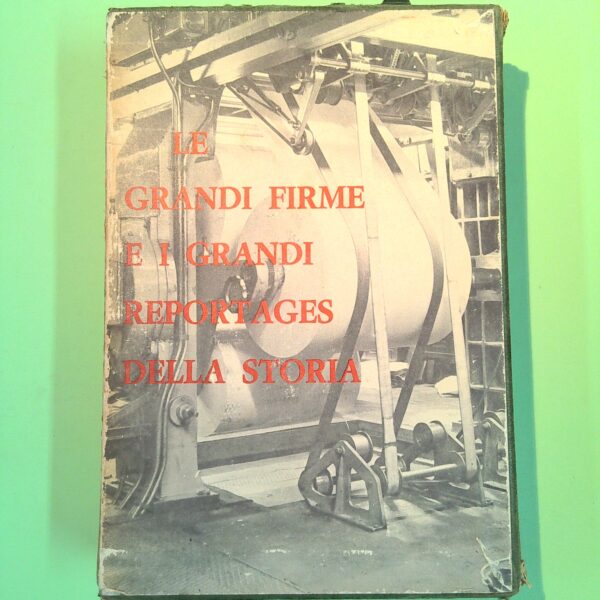 LE
GRANDI FIRME
E I GRANDI
REPORTAGES
DELLA STORIA